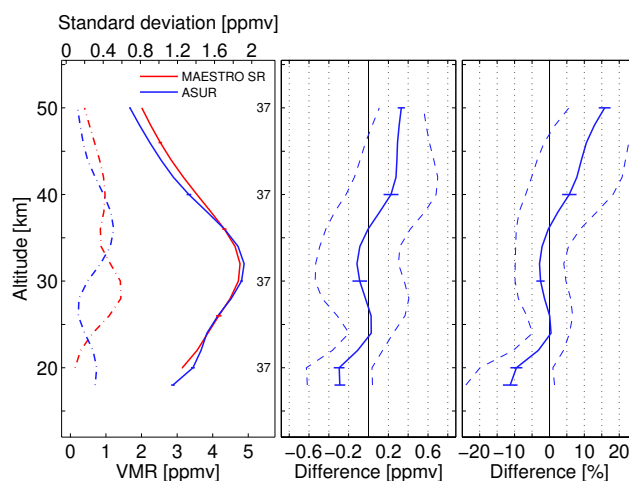 Standard deviation [ppmv]
0 0.4 0.8 1.2 1.6 2
MAESTRO SR
ASUR
50
40
30
20
Altitude [km]
37
37
37
37
0 1 2 3 4 5
VMR [ppmv]
−0.6 −0.2 0.2 0.6
Difference [ppmv]
−20 −10 0 10 20
Difference [%]